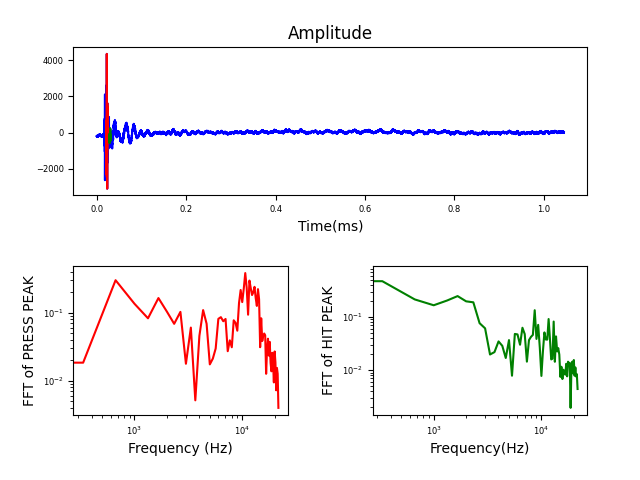 Amplitude
4000
2000
0
−2000
0.0 0.2 0.4 0.6 0.8 1.0
Time(ms)
FFT of PRESS PEAK
10⁻¹
10⁻²
10³ 10⁴
Frequency (Hz)
FFT of HIT PEAK
10⁻¹
10⁻²
10³ 10⁴
Frequency(Hz)